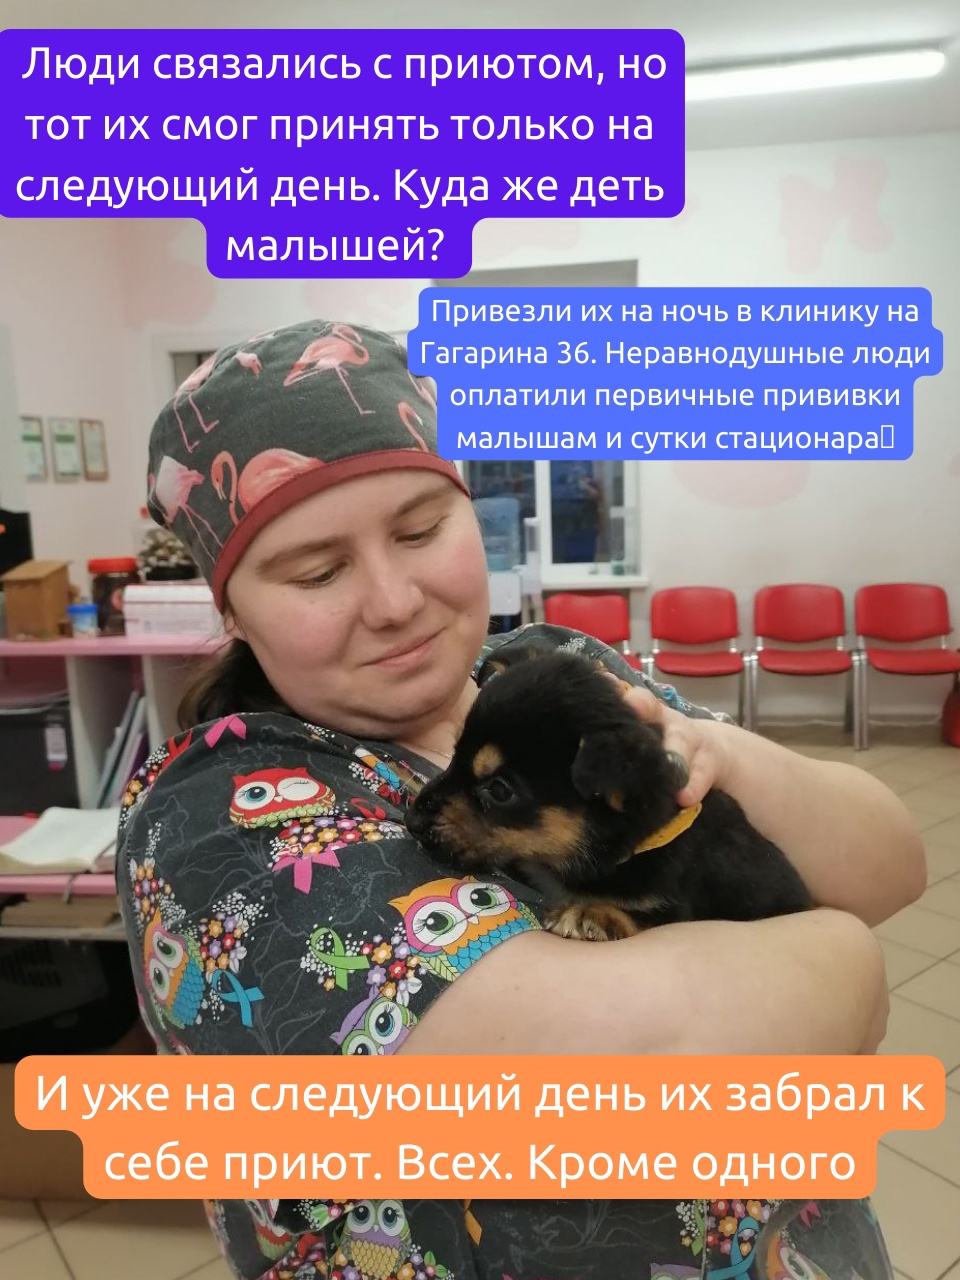 Люди связались с приютом, но
тот их смог принять только на
следующий день. Куда же деть
малышей?
Привезли их на ночь в клинику на
Гагарина 36. Неравнодушные люди
оплатили первичные прививки
малышам и сутки стационара
И уже на следующий день их забрал к
себе приют. Всех. Кроме одного